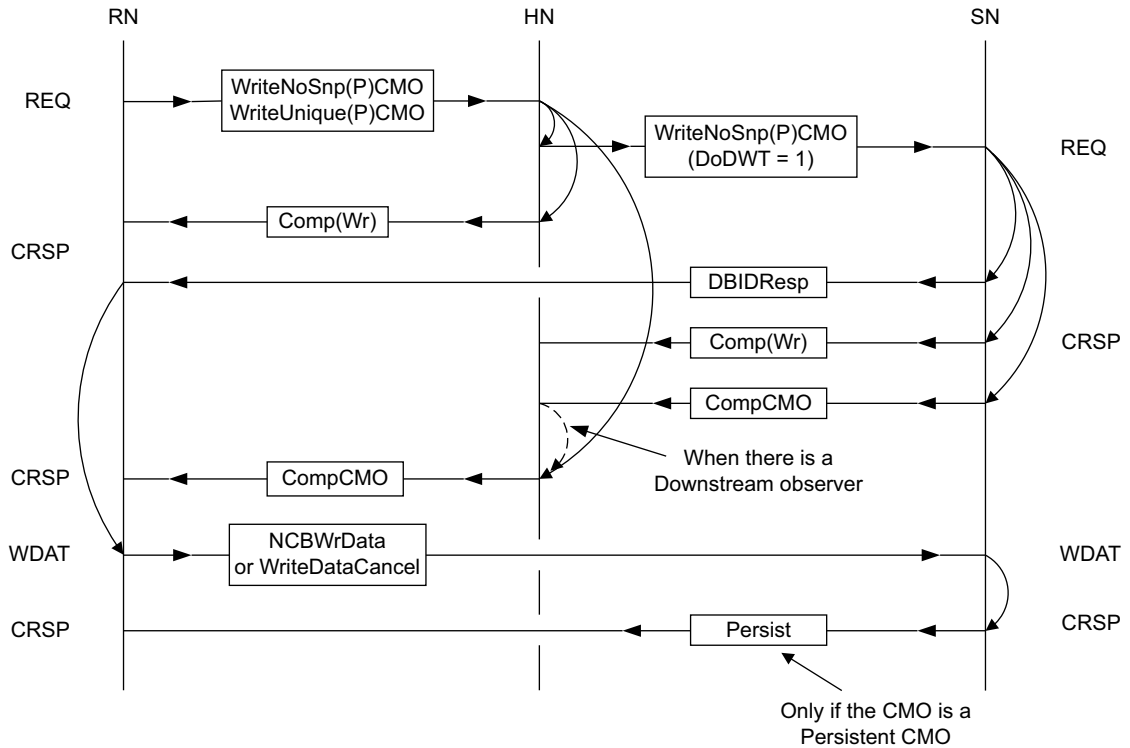 RN
HN
SN
REQ
WriteNoSnp(P)CMO
WriteUnique(P)CMO
WriteNoSnp(P)CMO
(DoDWT = 1)
REQ
Comp(Wr)
CRSP
DBIDResp
Comp(Wr)
CRSP
CompCMO
When there is a
Downstream observer
CRSP
CompCMO
WDAT
NCBWrData
or WriteDataCancel
WDAT
CRSP
Persist
CRSP
Only if the CMO is a
Persistent CMO